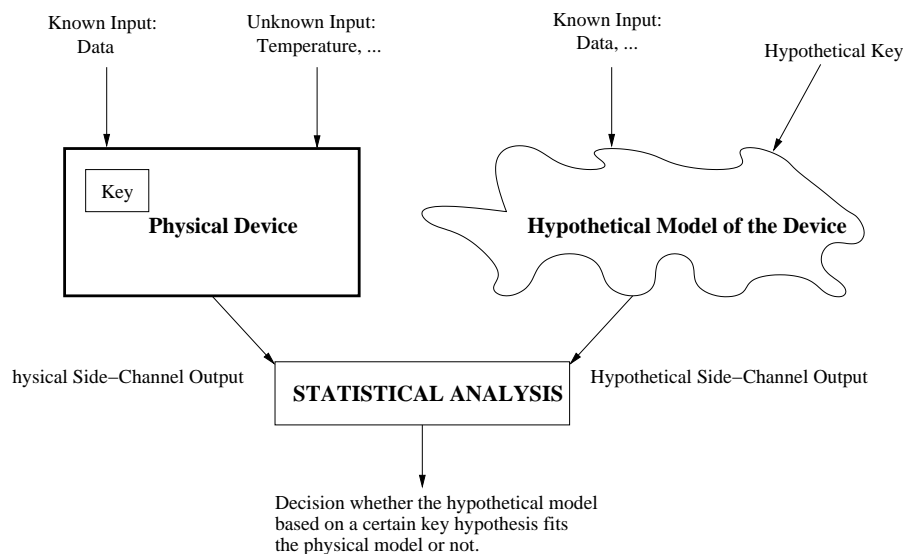 Known Input:
Data
Unknown Input:
Temperature, ...
Known Input:
Data, ...
Hypothetical Key
Key
Physical Device
Hypothetical Model of the Device
hysical Side−Channel Output
STATISTICAL ANALYSIS
Hypothetical Side−Channel Output
Decision whether the hypothetical model
based on a certain key hypothesis fits
the physical model or not.